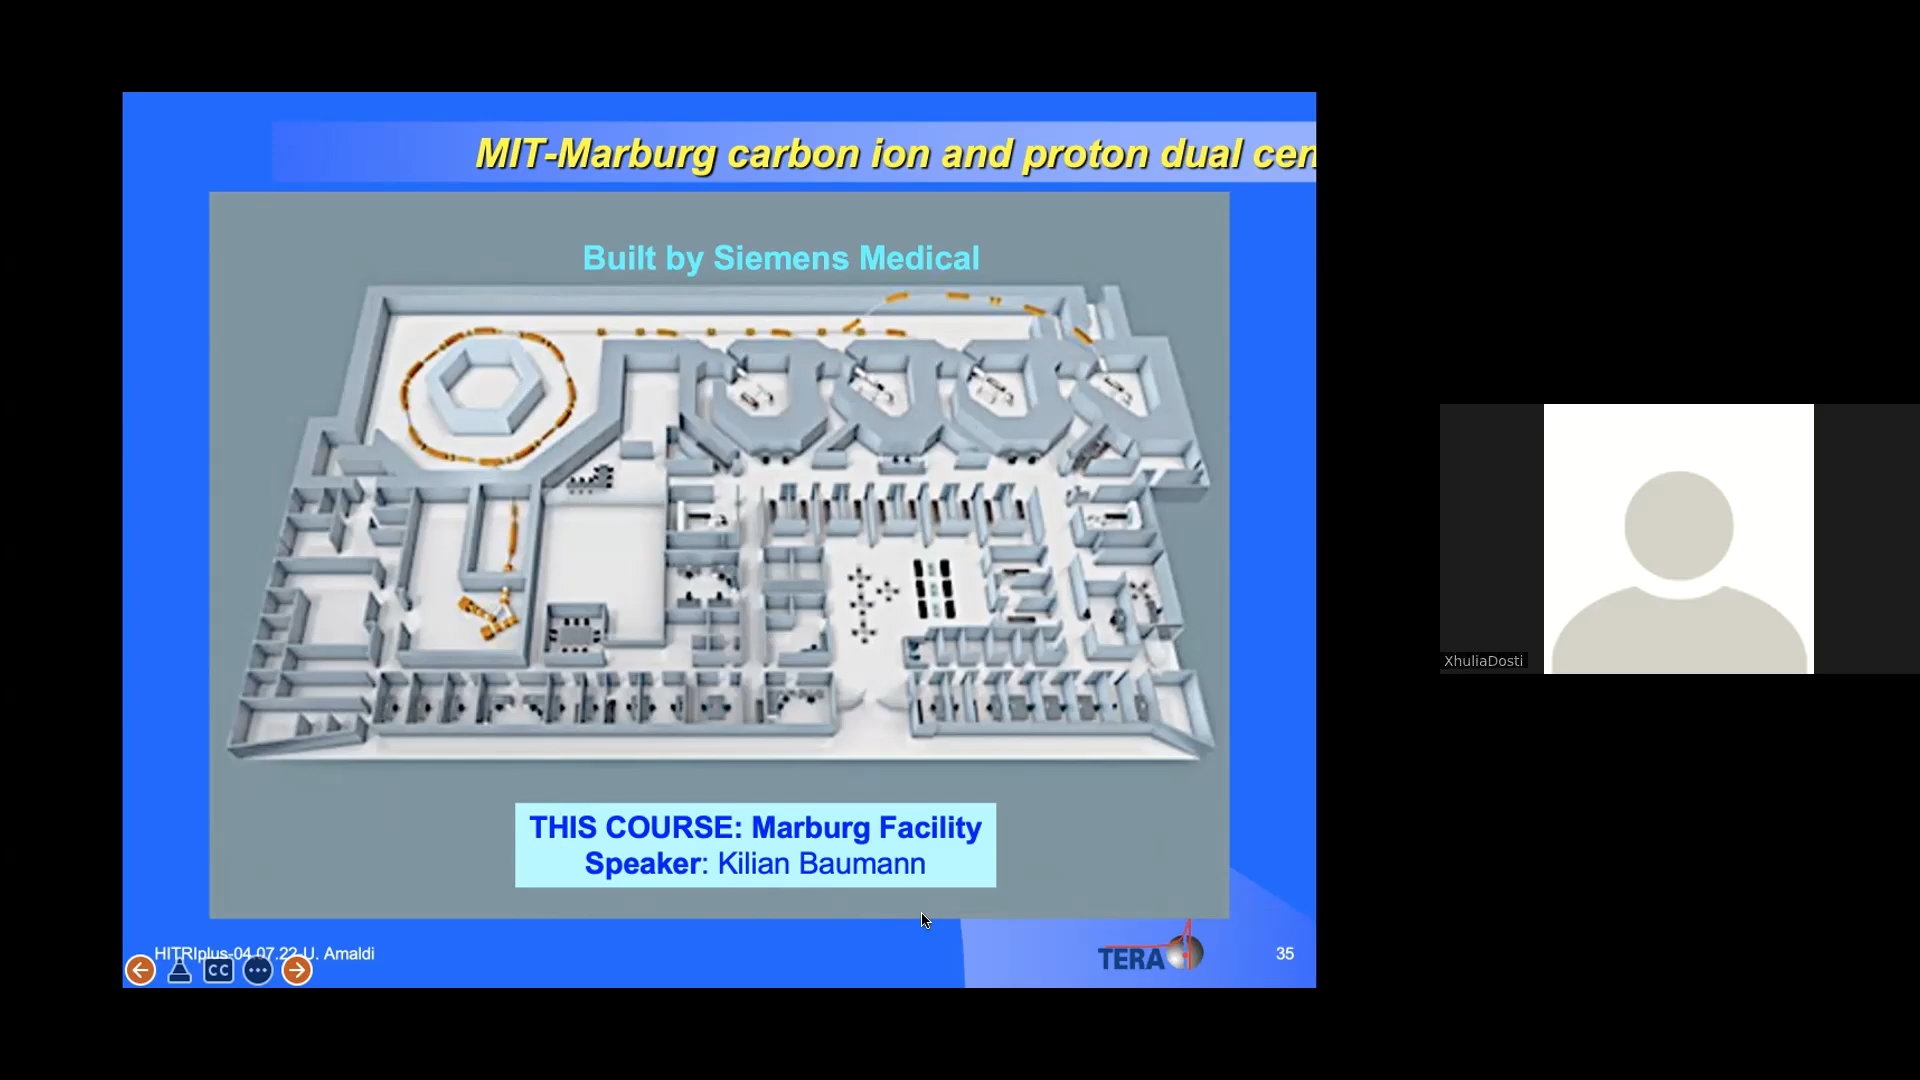 MIT-Marburg carbon ion and proton dual cen
Built by Siemens Medical
THIS COURSE: Marburg Facility
Speaker: Kilian Baumann
HITRIplus-04.07.22-U. Amaldi
CC
TERA
35
XhuliaDosti